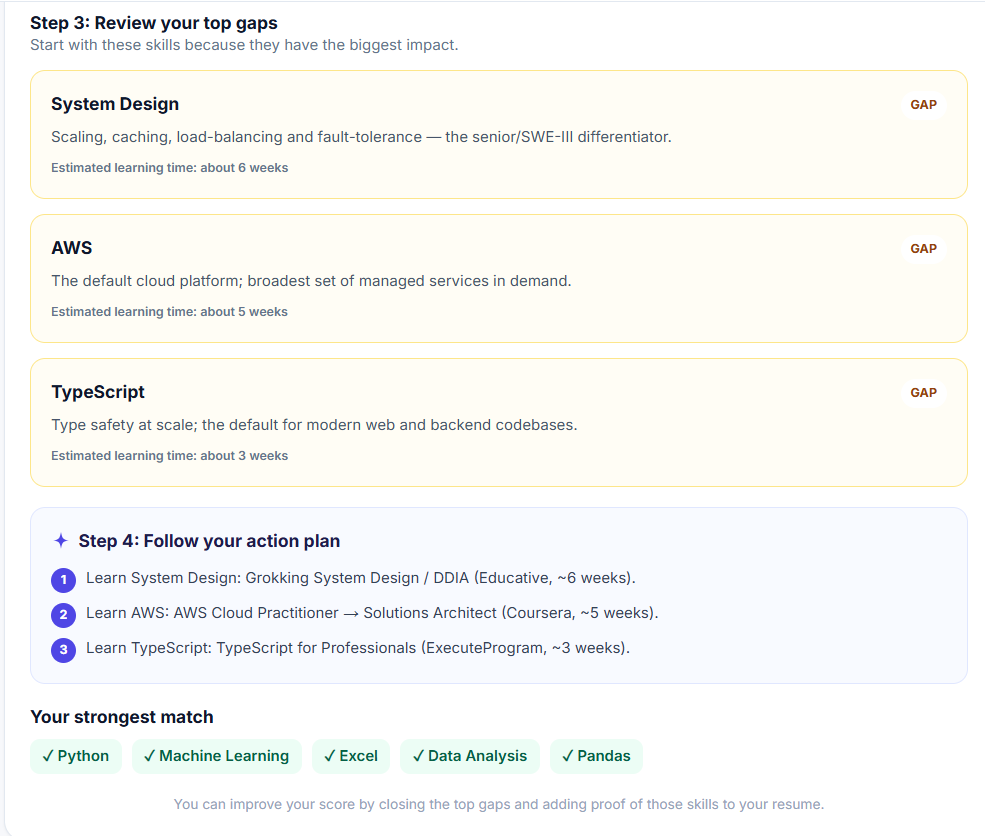 Step 3: Review your top gaps
Start with these skills because they have the biggest impact.
System Design
GAP
Scaling, caching, load-balancing and fault-tolerance — the senior/SWE-III differentiator.
Estimated learning time: about 6 weeks
AWS
GAP
The default cloud platform; broadest set of managed services in demand.
Estimated learning time: about 5 weeks
TypeScript
GAP
Type safety at scale; the default for modern web and backend codebases.
Estimated learning time: about 3 weeks
✦ Step 4: Follow your action plan
1 Learn System Design: Grokking System Design / DDIA (Educative, ~6 weeks).
2 Learn AWS: AWS Cloud Practitioner → Solutions Architect (Coursera, ~5 weeks).
3 Learn TypeScript: TypeScript for Professionals (ExecuteProgram, ~3 weeks).
Your strongest match
✓ Python ✓ Machine Learning ✓ Excel ✓ Data Analysis ✓ Pandas
You can improve your score by closing the top gaps and adding proof of those skills to your resume.